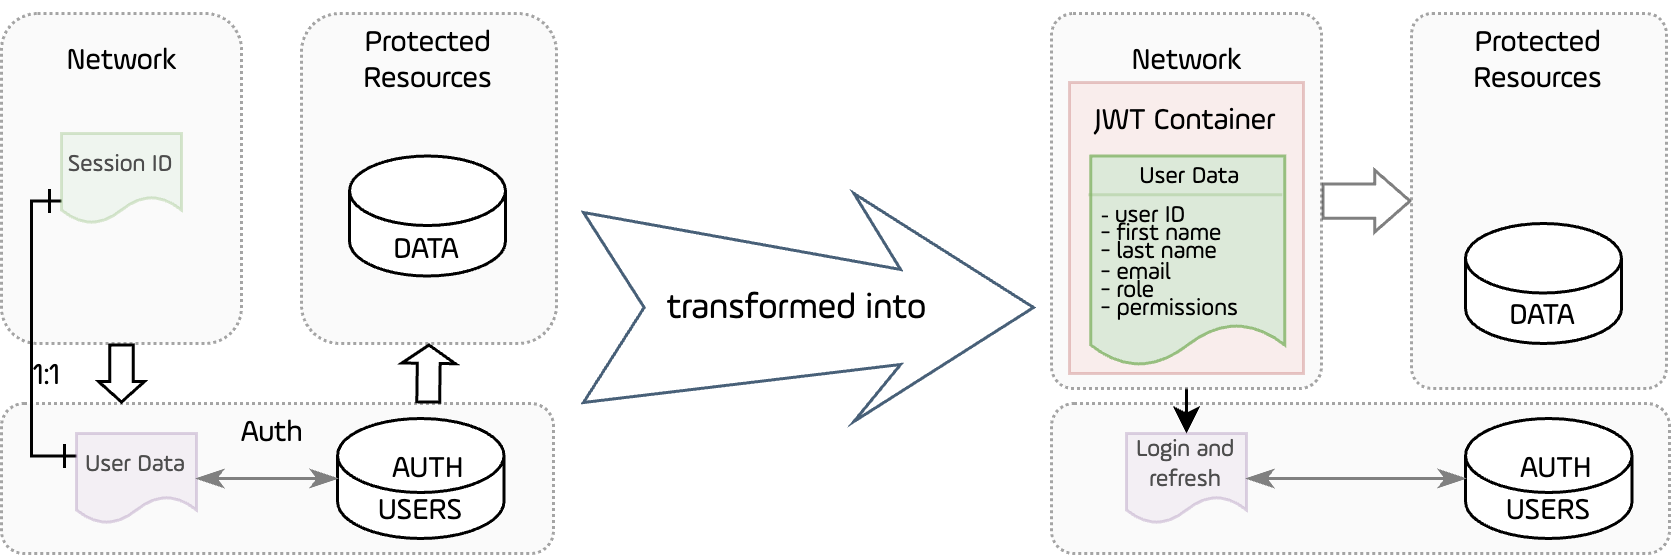 Network
Session ID
1:1
Protected
Resources
DATA
Auth
User Data
AUTH
USERS
transformed into
Network
JWT Container
User Data
- user ID
- first name
- last name
- email
- role
- permissions
Protected
Resources
DATA
Login and
refresh
AUTH
USERS